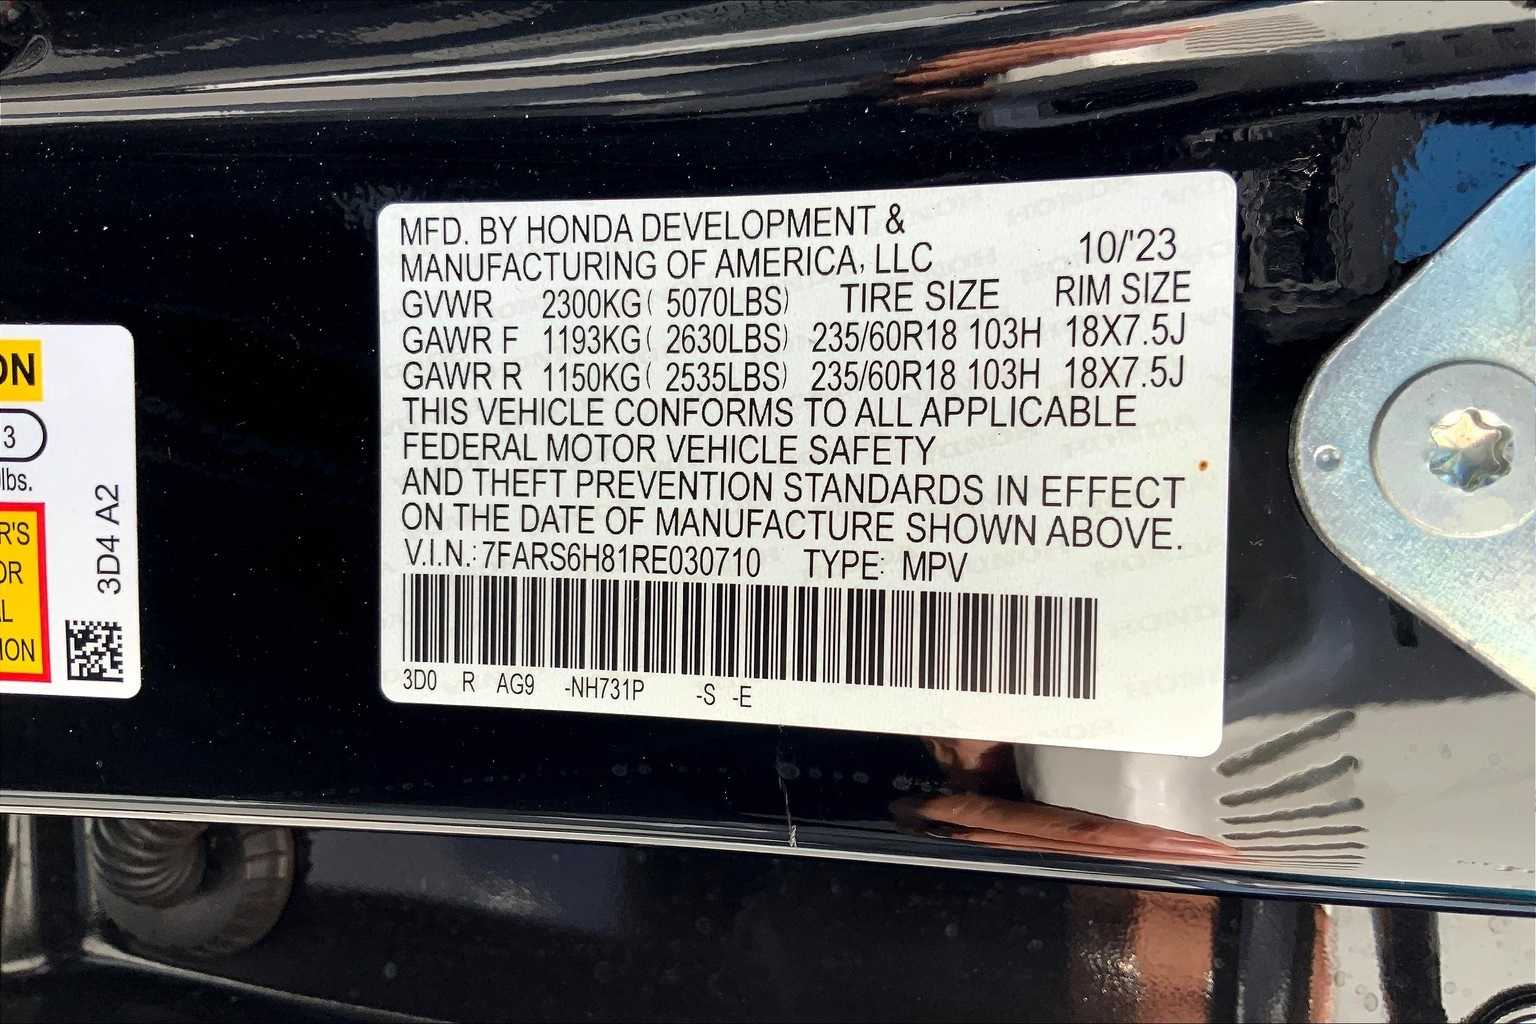 MFD. BY HONDA DEVELOPMENT &
MANUFACTURING OF AMERICA, LLC 10/'23
GVWR 2300KG( 5070LBS) TIRE SIZE RIM SIZE
GAWR F 1193KG( 2630LBS) 235/60R18 103H 18X7.5J
GAWR R 1150KG( 2535LBS) 235/60R18 103H 18X7.5J
THIS VEHICLE CONFORMS TO ALL APPLICABLE
FEDERAL MOTOR VEHICLE SAFETY
AND THEFT PREVENTION STANDARDS IN EFFECT
ON THE DATE OF MANUFACTURE SHOWN ABOVE.
V.I.N.: 7FARS6H81RE030710 TYPE: MPV
3D0 R AG9 -NH731P -S -E
ON
3
lbs.
R'S
OR
L
ION
3D4 A2